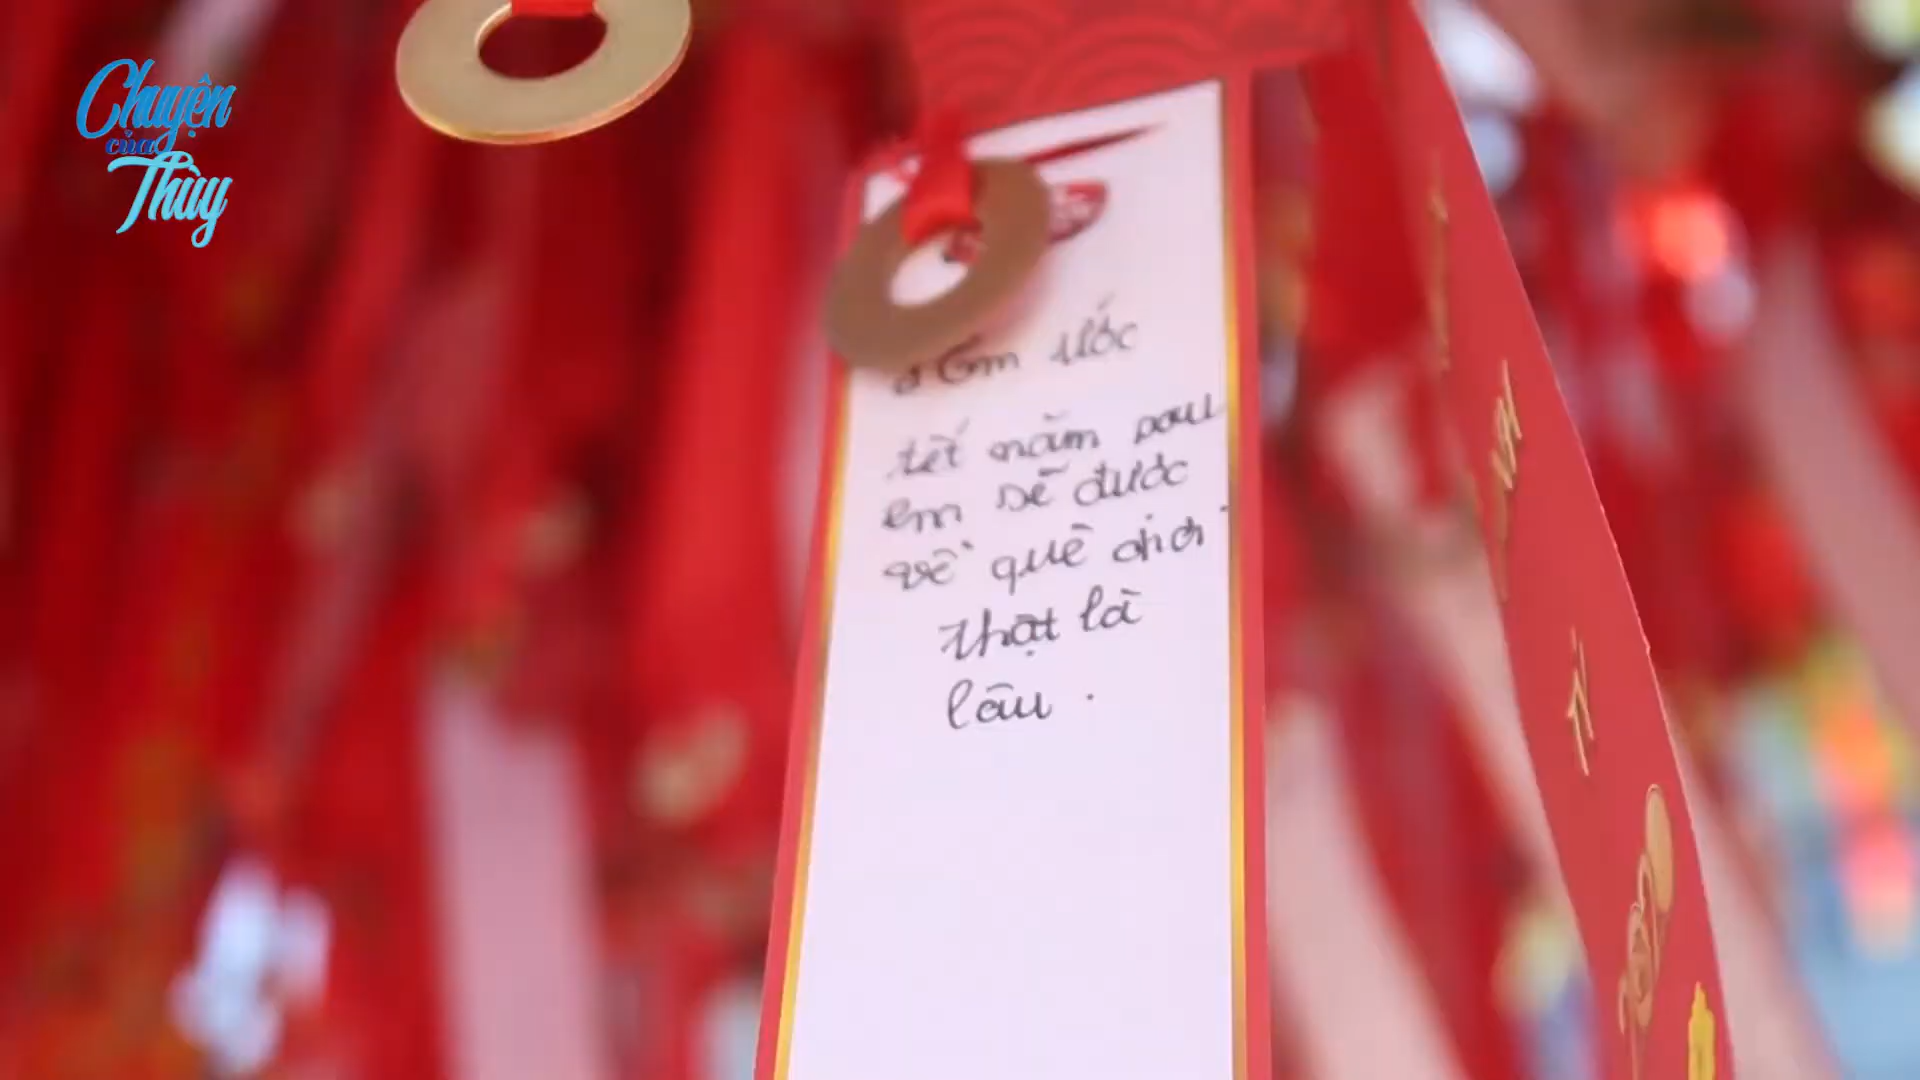 Chuyện
của
Thùy
Em ước
tết năm sau
em sẽ được
về quê chơi
thật là
lâu.